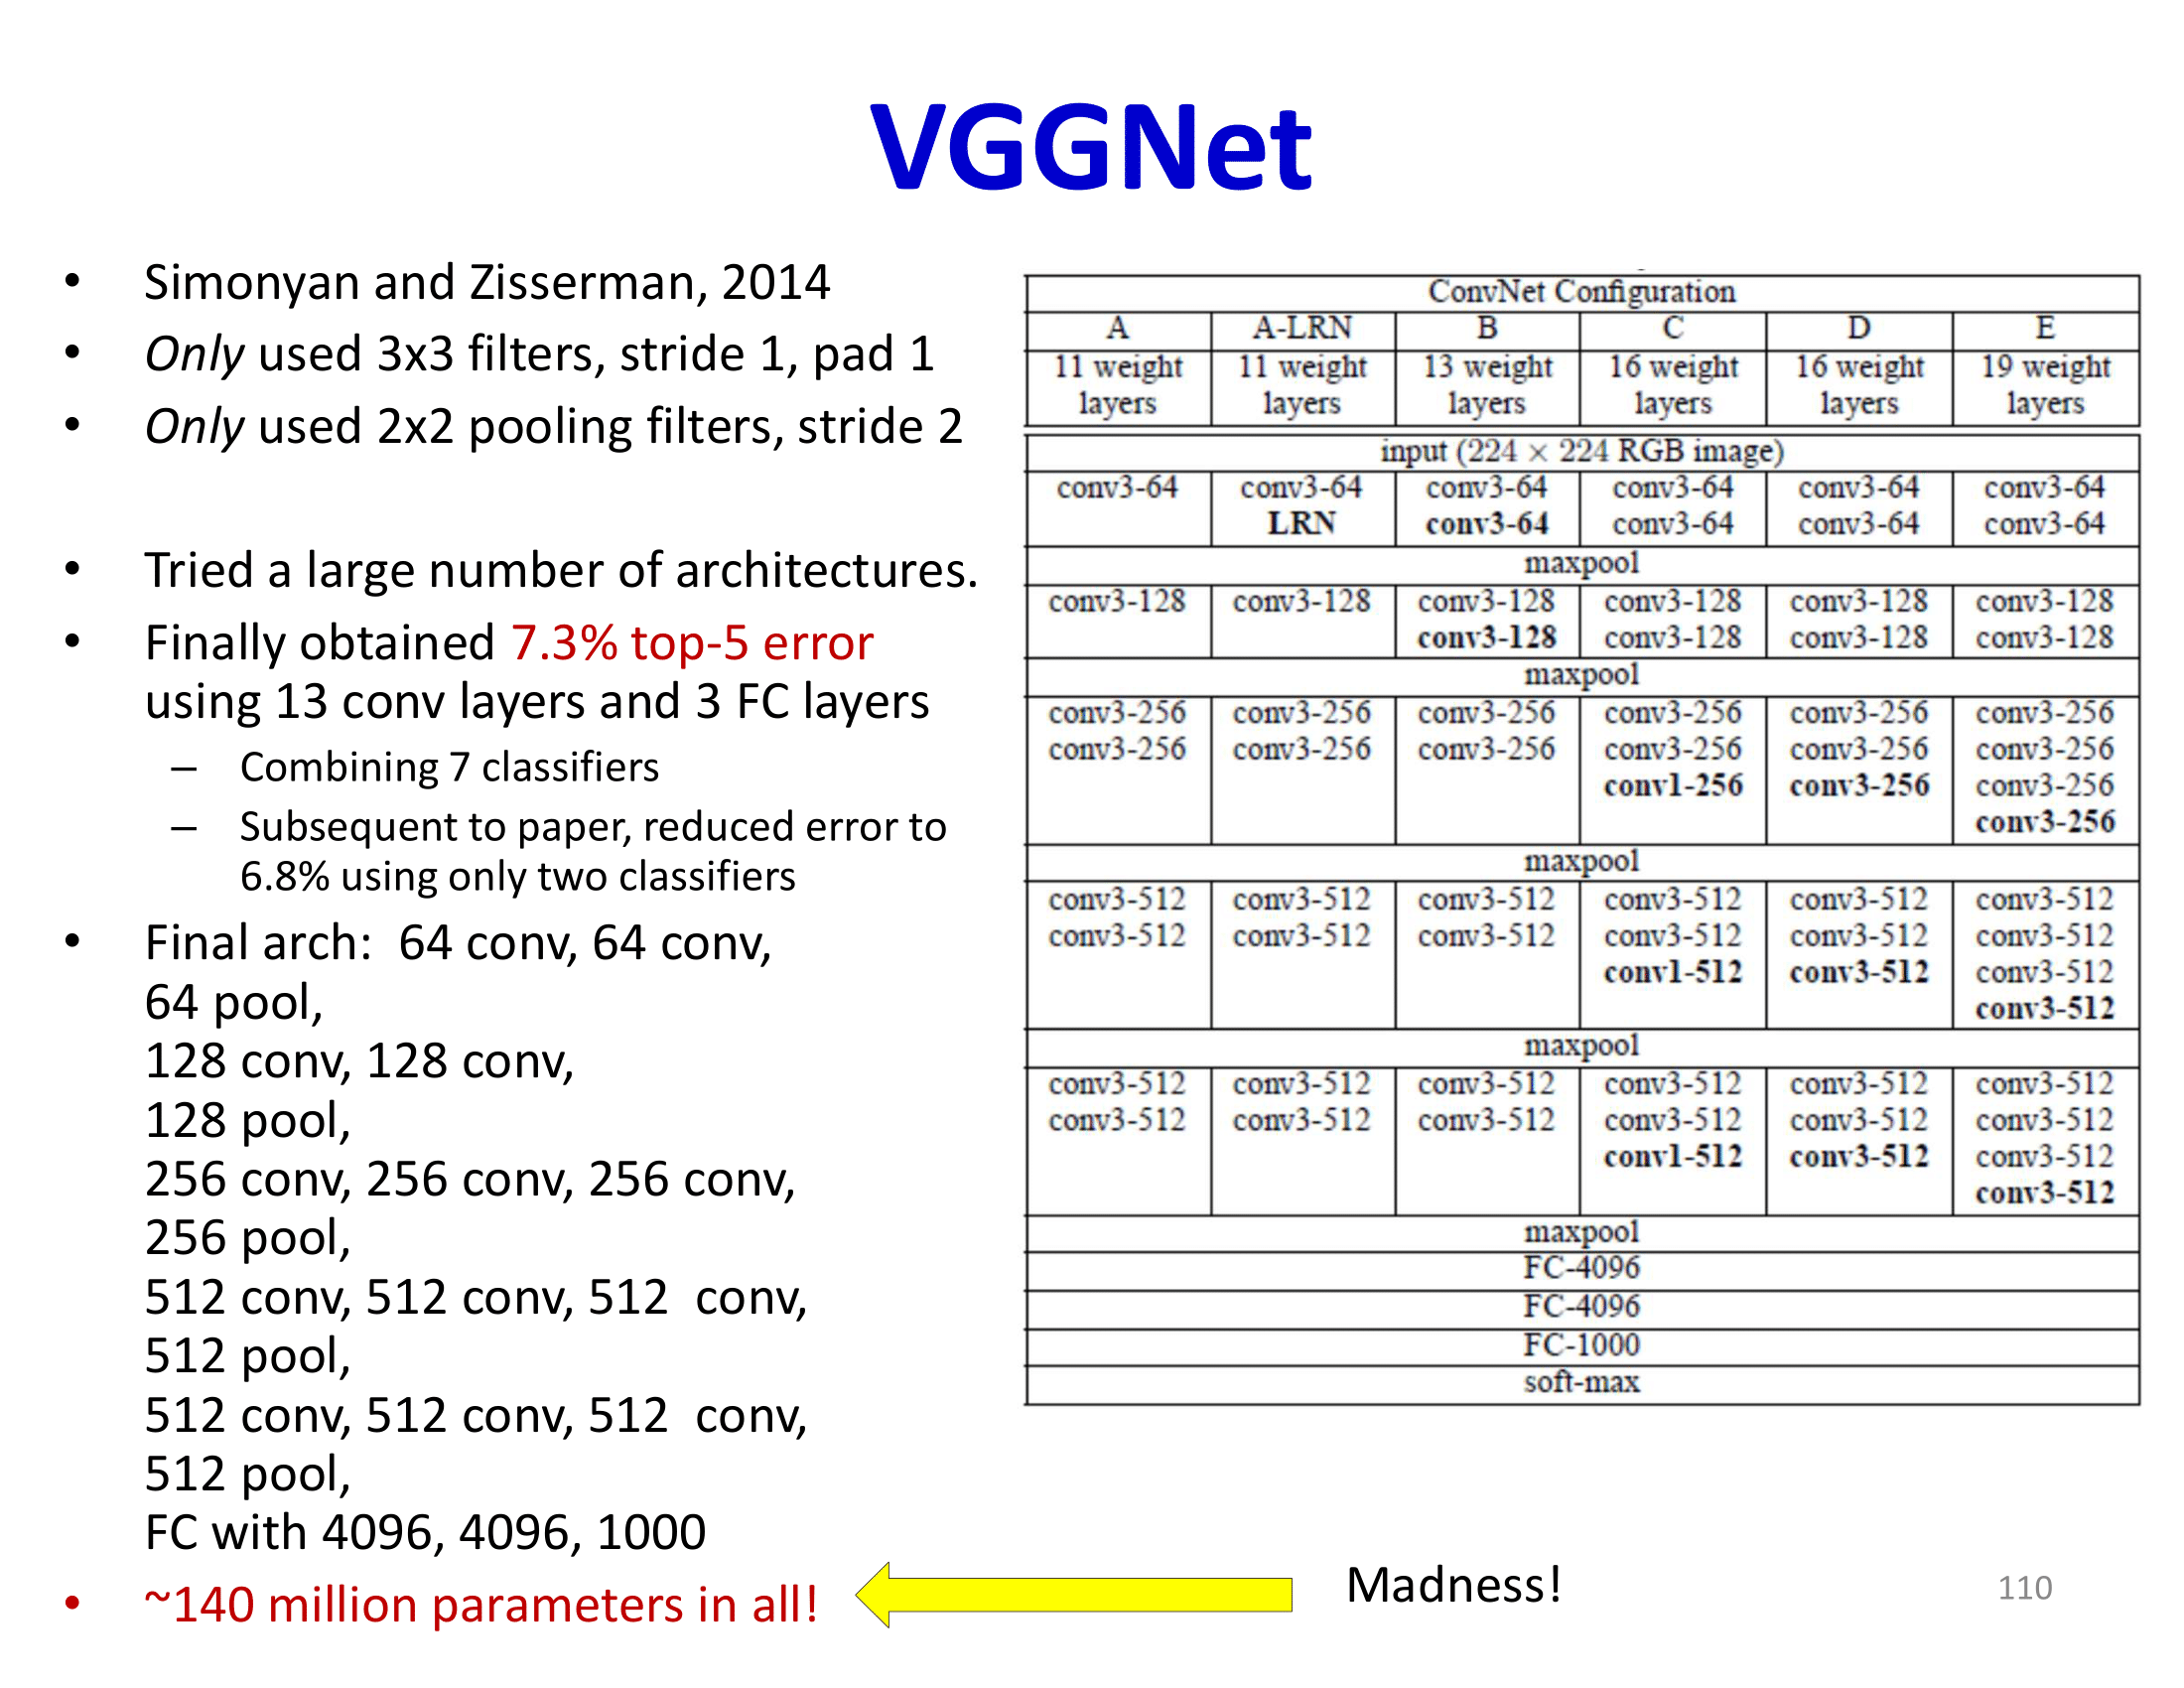 VGGNet
• Simonyan and Zisserman, 2014
• Only used 3x3 filters, stride 1, pad 1
• Only used 2x2 pooling filters, stride 2
• Tried a large number of architectures.
• Finally obtained 7.3% top-5 error
using 13 conv layers and 3 FC layers
– Combining 7 classifiers
– Subsequent to paper, reduced error to
6.8% using only two classifiers
• Final arch: 64 conv, 64 conv,
64 pool,
128 conv, 128 conv,
128 pool,
256 conv, 256 conv, 256 conv,
256 pool,
512 conv, 512 conv, 512 conv,
512 pool,
512 conv, 512 conv, 512 conv,
512 pool,
FC with 4096, 4096, 1000
• ~140 million parameters in all!
ConvNet Configuration
A A-LRN B C D E
11 weight 11 weight 13 weight 16 weight 16 weight 19 weight
layers layers layers layers layers layers
input (224 × 224 RGB image)
conv3-64 conv3-64 conv3-64 conv3-64 conv3-64 conv3-64
LRN conv3-64 conv3-64 conv3-64 conv3-64
maxpool
conv3-128 conv3-128 conv3-128 conv3-128 conv3-128 conv3-128
conv3-128 conv3-128 conv3-128 conv3-128
maxpool
conv3-256 conv3-256 conv3-256 conv3-256 conv3-256 conv3-256
conv3-256 conv3-256 conv3-256 conv3-256 conv3-256 conv3-256
conv1-256 conv3-256 conv3-256
conv3-256
maxpool
conv3-512 conv3-512 conv3-512 conv3-512 conv3-512 conv3-512
conv3-512 conv3-512 conv3-512 conv3-512 conv3-512 conv3-512
conv1-512 conv3-512 conv3-512
conv3-512
maxpool
conv3-512 conv3-512 conv3-512 conv3-512 conv3-512 conv3-512
conv3-512 conv3-512 conv3-512 conv3-512 conv3-512 conv3-512
conv1-512 conv3-512 conv3-512
conv3-512
maxpool
FC-4096
FC-4096
FC-1000
soft-max
Madness!
110